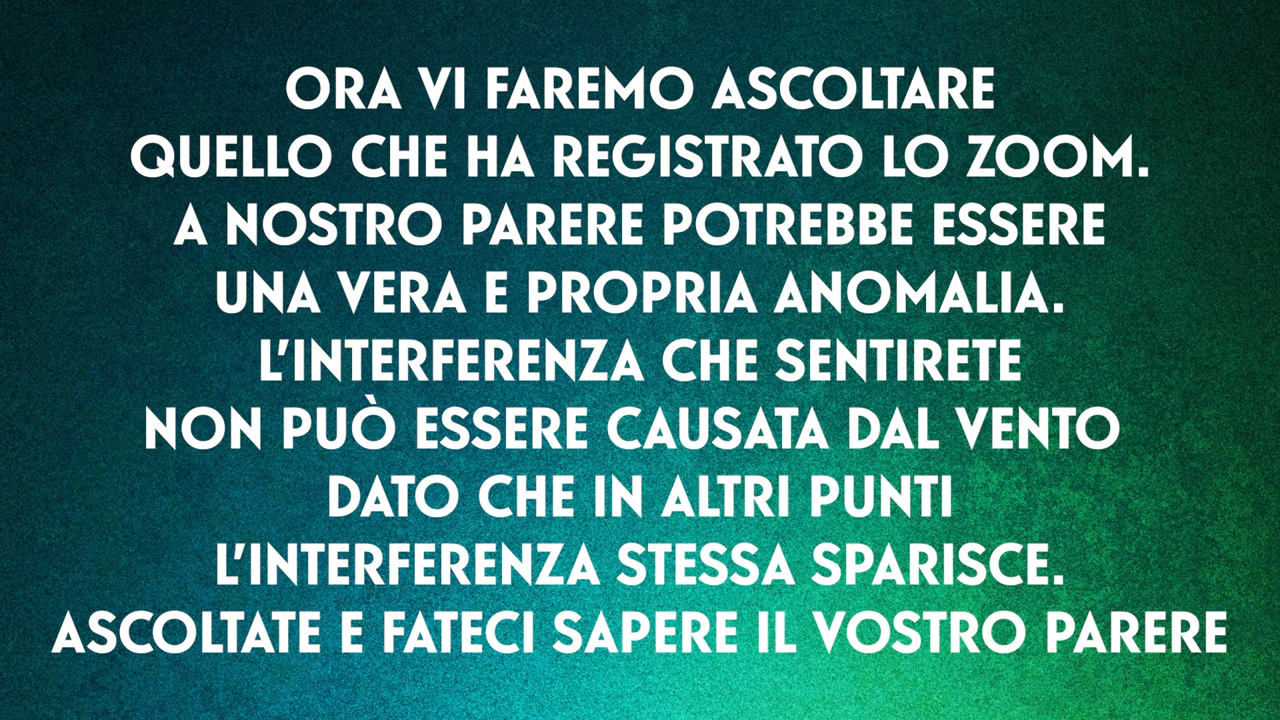 ORA VI FAREMO ASCOLTARE
QUELLO CHE HA REGISTRATO LO ZOOM.
A NOSTRO PARERE POTREBBE ESSERE
UNA VERA E PROPRIA ANOMALIA.
L'INTERFERENZA CHE SENTIRETE
NON PUÒ ESSERE CAUSATA DAL VENTO
DATO CHE IN ALTRI PUNTI
L'INTERFERENZA STESSA SPARISCE.
ASCOLTATE E FATECI SAPERE IL VOSTRO PARERE